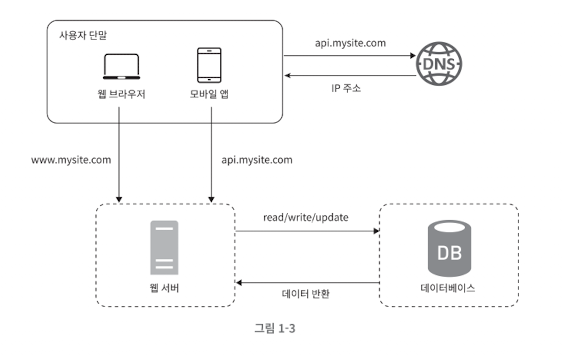 사용자 단말
api.mysite.com
DNS
웹 브라우저
모바일 앱
IP 주소
www.mysite.com
api.mysite.com
read/write/update
DB
웹 서버
데이터 반환
데이터베이스
그림 1-3